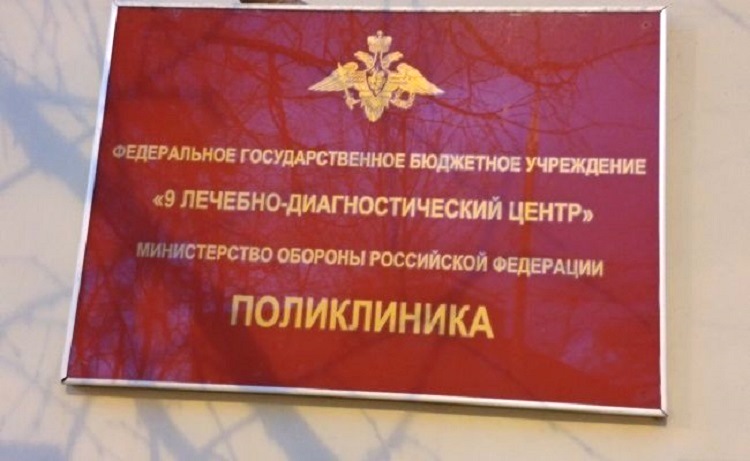 ФЕДЕРАЛЬНОЕ ГОСУДАРСТВЕННОЕ БЮДЖЕТНОЕ УЧРЕЖДЕНИЕ
«9 ЛЕЧЕБНО-ДИАГНОСТИЧЕСКИЙ ЦЕНТР»
МИНИСТЕРСТВО ОБОРОНЫ РОССИЙСКОЙ ФЕДЕРАЦИИ
ПОЛИКЛИНИКА